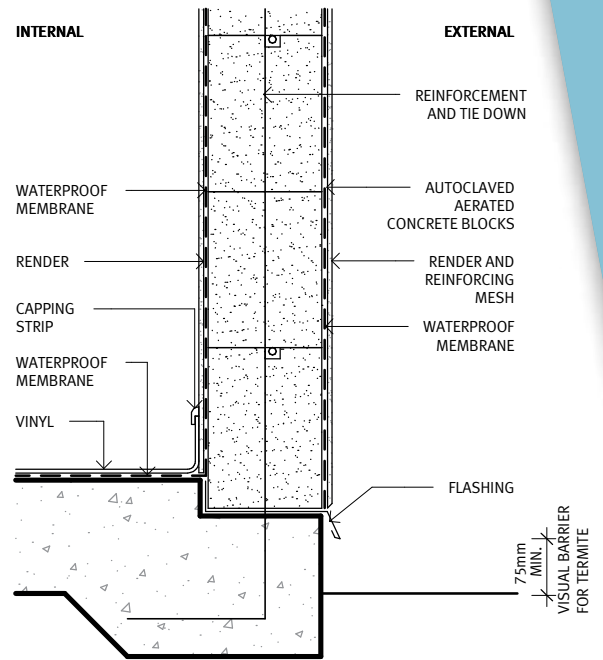 INTERNAL
EXTERNAL
REINFORCEMENT
AND TIE DOWN
WATERPROOF
MEMBRANE
AUTOCLAVED
AERATED
CONCRETE BLOCKS
RENDER
RENDER AND
REINFORCING
MESH
CAPPING
STRIP
WATERPROOF
MEMBRANE
WATERPROOF
MEMBRANE
VINYL
FLASHING
75mm
MIN.
VISUAL BARRIER
FOR TERMITE